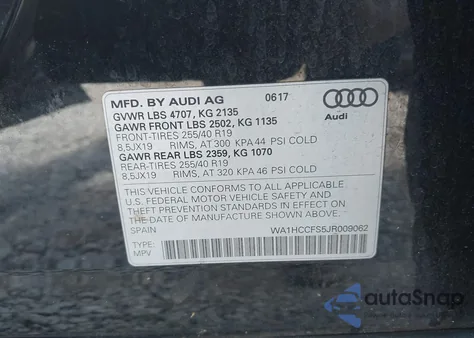 MFD. BY AUDI AG 06 17
GVWR LBS 4707, KG 2135
GAWR FRONT LBS 2502, KG 1135
FRONT-TIRES 255/40 R19
8,5JX19 RIMS, AT 300 KPA 44 PSI COLD
GAWR REAR LBS 2359, KG 1070
REAR-TIRES 255/40 R19
8,5JX19 RIMS, AT 320 KPA 46 PSI COLD
Audi
THIS VEHICLE CONFORMS TO ALL APPLICABLE
U.S. FEDERAL MOTOR VEHICLE SAFETY AND
THEFT PREVENTION STANDARDS IN EFFECT ON
THE DATE OF MANUFACTURE SHOWN ABOVE.
SPAIN WA1HCCFS5JR009062
TYPE:
MPV
autoSnap